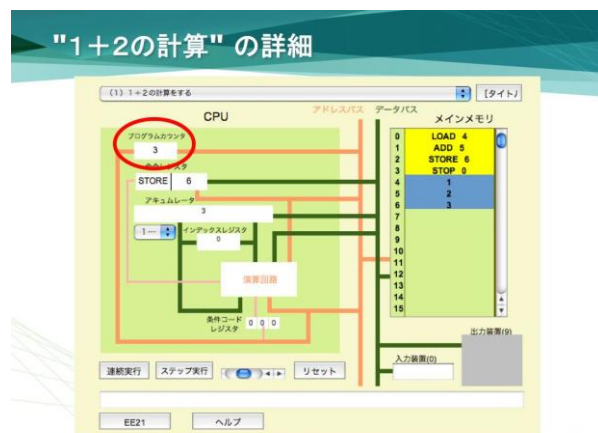 "1＋2の計算" の詳細
(1) 1+2の計算をする
[タイトル
CPU
アドレスバス
データバス
メインメモリ
プログラムカウンタ
3
STORE 6
アキュムレータ
3
1---
インデックスレジスタ
0
演算回路
条件コード
レジスタ
0 0 0
0 LOAD 4
1 ADD 5
2 STORE 6
3 STOP 0
4 1
5 2
6 3
7
8
9
10
11
12
13
14
15
出力装置(9)
入力装置(0)
連続実行
ステップ実行
リセット
EE21
ヘルプ